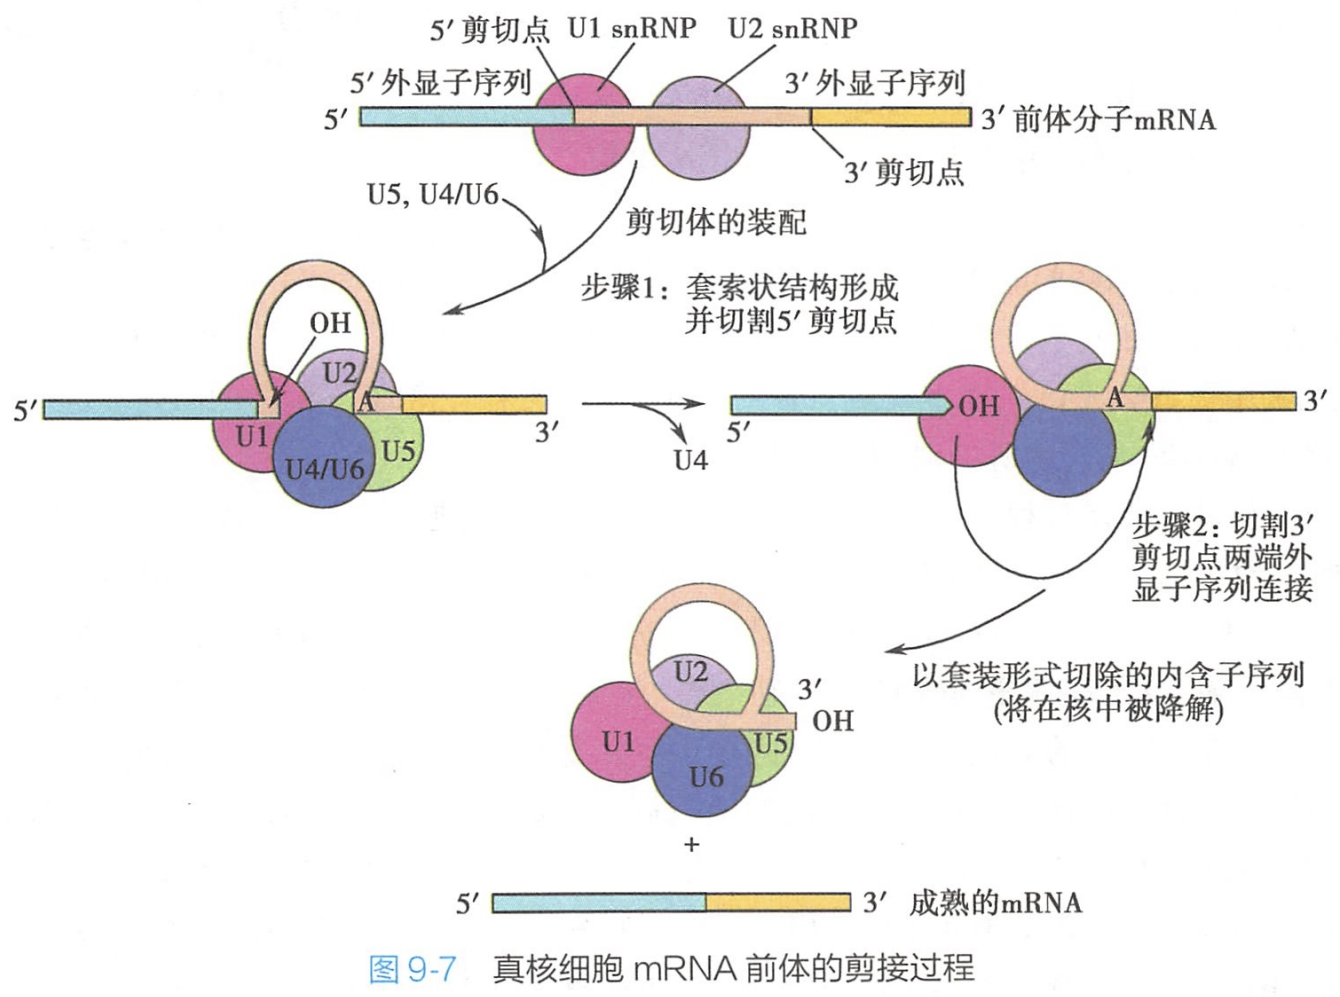 5′ 剪切点 U1 snRNP U2 snRNP
5′ 外显子序列 3′ 外显子序列
5′ 3′ 前体分子mRNA
3′ 剪切点
U5, U4/U6
剪切体的装配
步骤1：套索状结构形成
并切割5′ 剪切点
OH
U2
5′ A 3′
U1 U4/U6 U5
U4
5′ OH A 3′
步骤2：切割3′
剪切点两端外
显子序列连接
以套装形式切除的内含子序列
(将在核中被降解)
U2 3′
OH
U1 U5
U6
+
5′ 3′ 成熟的mRNA
图 9-7 真核细胞 mRNA 前体的剪接过程